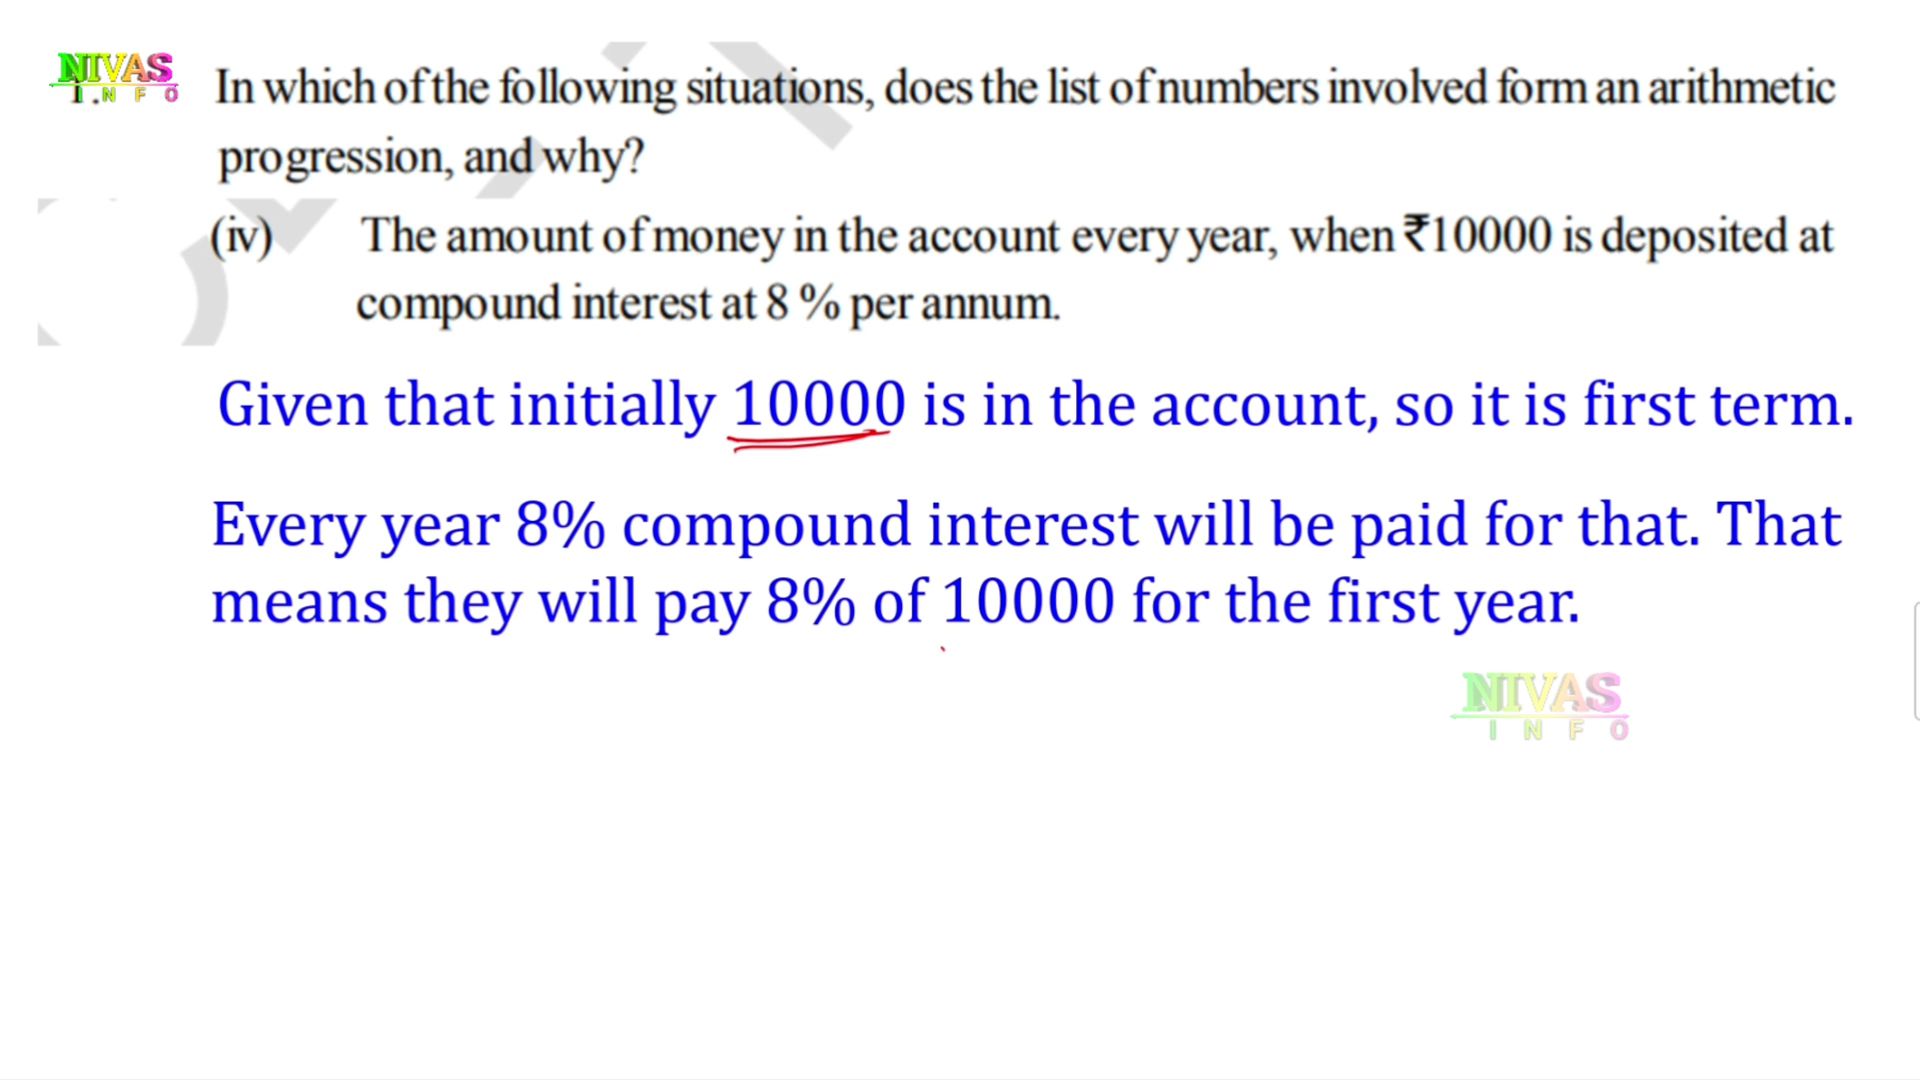 NIVAS
INFO
1. In which of the following situations, does the list of numbers involved form an arithmetic
progression, and why?
(iv) The amount of money in the account every year, when ₹10000 is deposited at
compound interest at 8 % per annum.
Given that initially 10000 is in the account, so it is first term.
Every year 8% compound interest will be paid for that. That
means they will pay 8% of 10000 for the first year.
NIVAS
INFO